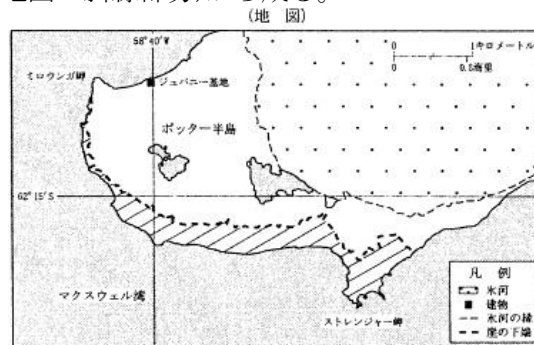 (地 図)
58°40′W
ミロウンガ岬
ジュバニー基地
0 1キロメートル
0 0.5海里
ポッター半島
62°15′S
マクスウェル湾
ストレンジャー岬
凡 例
氷河
建物
氷河の縁
崖の下端